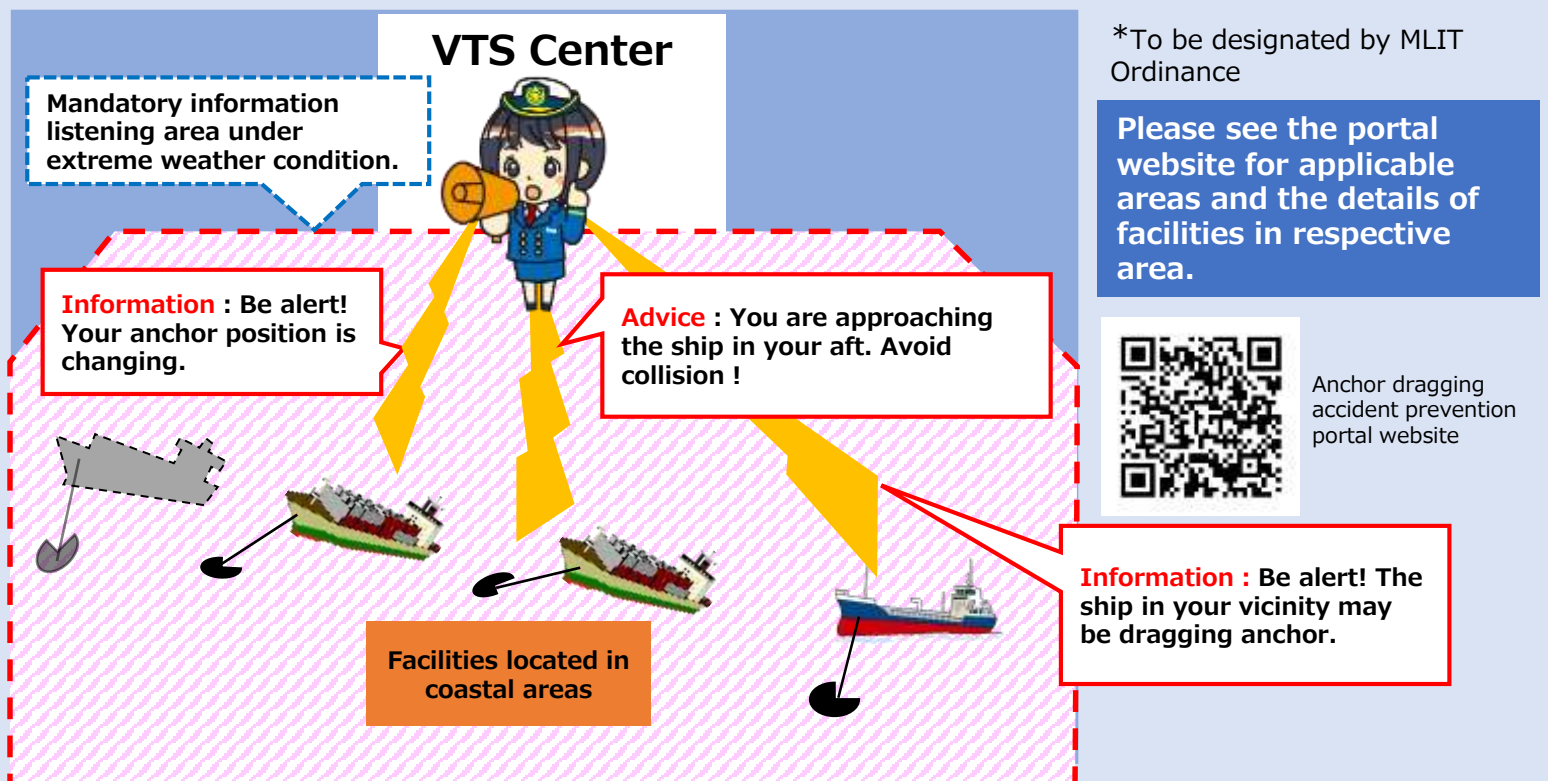 VTS Center
Mandatory information
listening area under
extreme weather condition.
Information : Be alert!
Your anchor position is
changing.
Advice : You are approaching
the ship in your aft. Avoid
collision !
Information : Be alert! The
ship in your vicinity may
be dragging anchor.
Facilities located in
coastal areas
*To be designated by MLIT
Ordinance
Please see the portal
website for applicable
areas and the details of
facilities in respective
area.
Anchor dragging
accident prevention
portal website